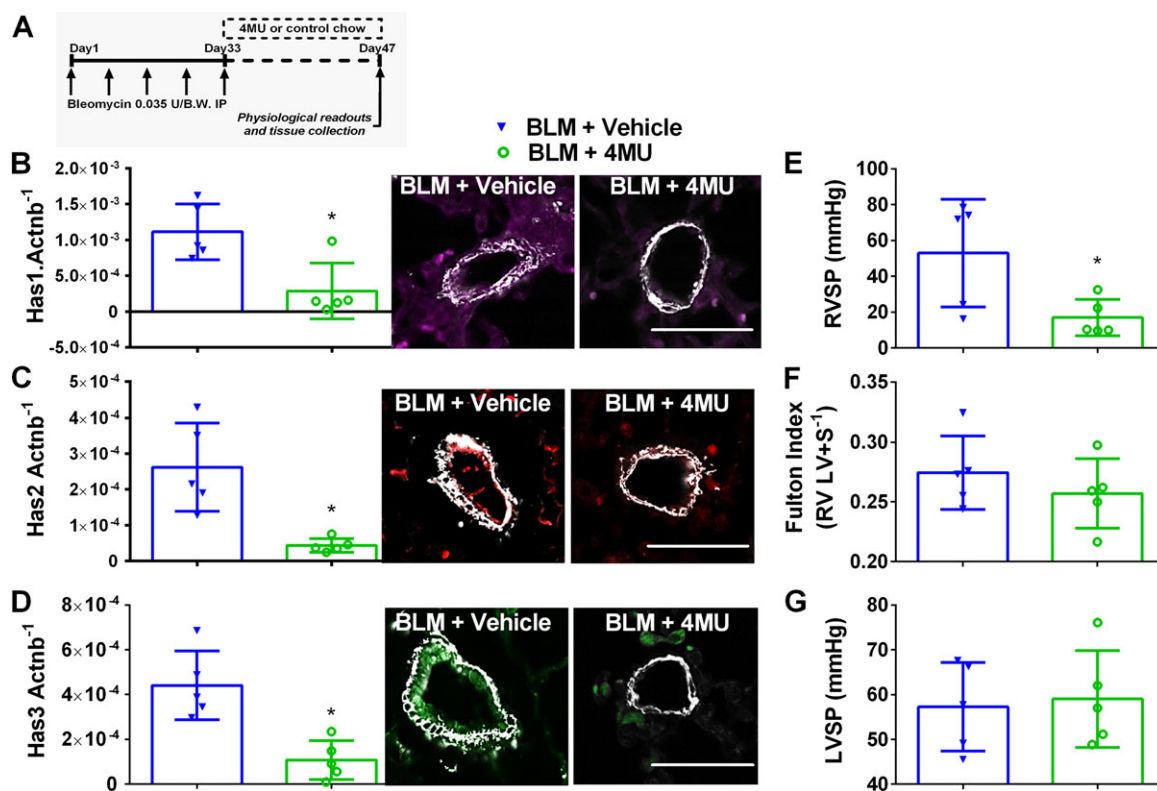 A
4MU or control chow
Day1
Day33
Day47
Bleomycin 0.035 U/B.W. IP
Physiological readouts
and tissue collection
BLM + Vehicle
BLM + 4MU
B
Has1.Actnb⁻¹
2.0×10⁻³
1.5×10⁻³
1.0×10⁻³
5.0×10⁻⁴
0
-5.0×10⁻⁴
*
BLM + Vehicle
BLM + 4MU
C
Has2 Actnb⁻¹
5×10⁻⁴
4×10⁻⁴
3×10⁻⁴
2×10⁻⁴
1×10⁻⁴
0
*
BLM + Vehicle
BLM + 4MU
D
Has3 Actnb⁻¹
8×10⁻⁴
6×10⁻⁴
4×10⁻⁴
2×10⁻⁴
0
*
BLM + Vehicle
BLM + 4MU
E
RVSP (mmHg)
100
80
60
40
20
0
*
F
Fulton Index
(RV LV+S⁻¹)
0.35
0.30
0.25
0.20
G
LVSP (mmHg)
80
70
60
50
40